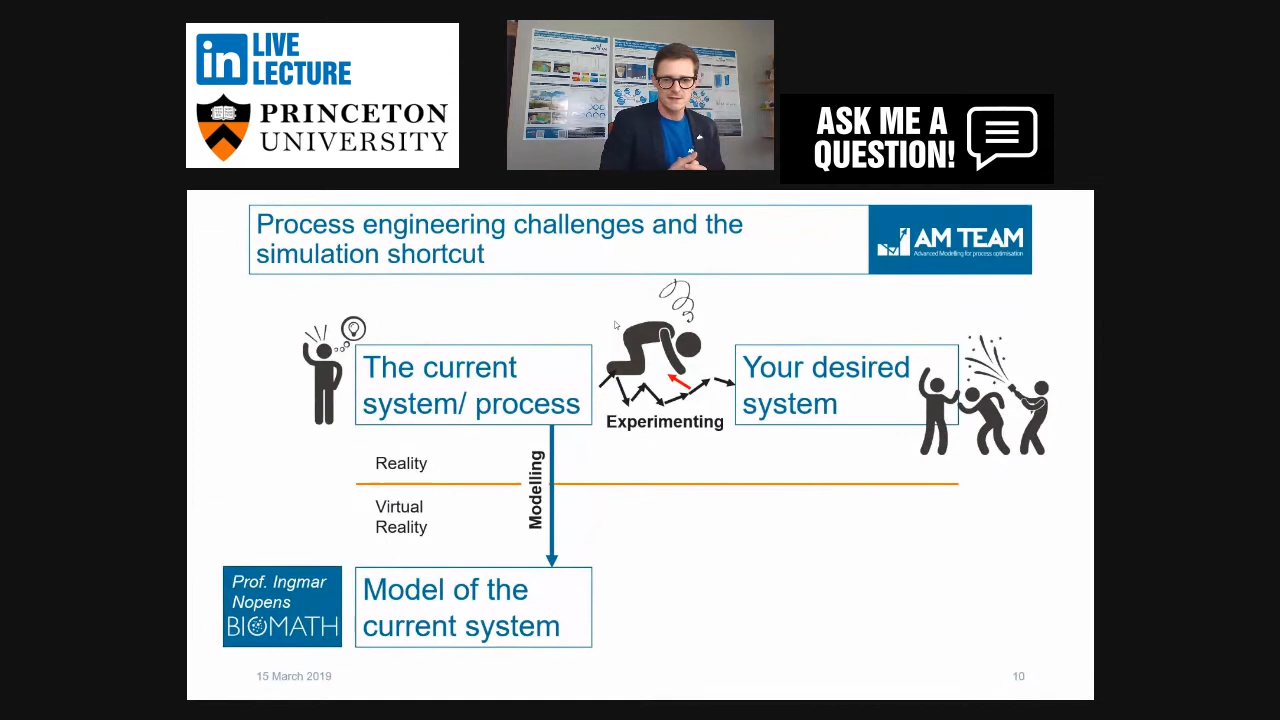 in LIVE
LECTURE
PRINCETON
UNIVERSITY
ASK ME A
QUESTION!
Process engineering challenges and the
simulation shortcut
AM TEAM
Advanced Modelling for process optimisation
The current
system/ process
Experimenting
Your desired
system
Reality
Modelling
Virtual
Reality
Prof. Ingmar
Nopens
BIOMATH
Model of the
current system
15 March 2019
10